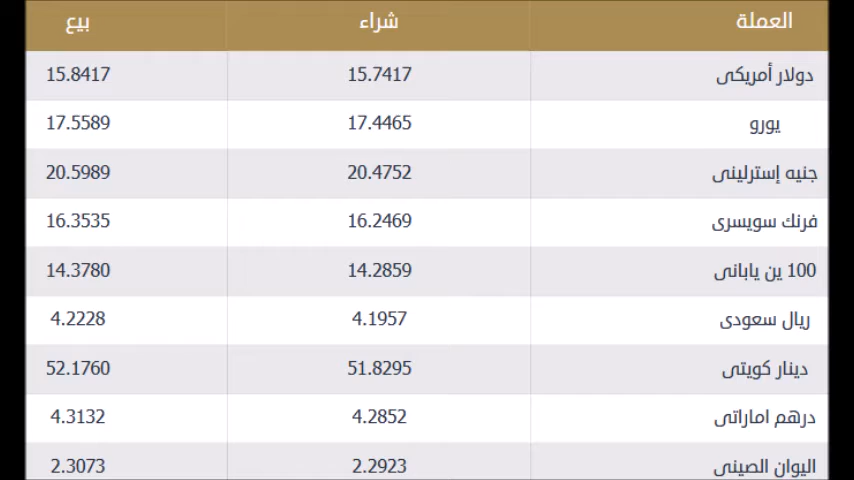 العملة شراء بيع
دولار أمريكى 15.7417 15.8417
يورو 17.4465 17.5589
جنيه إسترلينى 20.4752 20.5989
فرنك سويسرى 16.2469 16.3535
100 ين يابانى 14.2859 14.3780
ريال سعودى 4.1957 4.2228
دينار كويتى 51.8295 52.1760
درهم اماراتى 4.2852 4.3132
اليوان الصينى 2.2923 2.3073